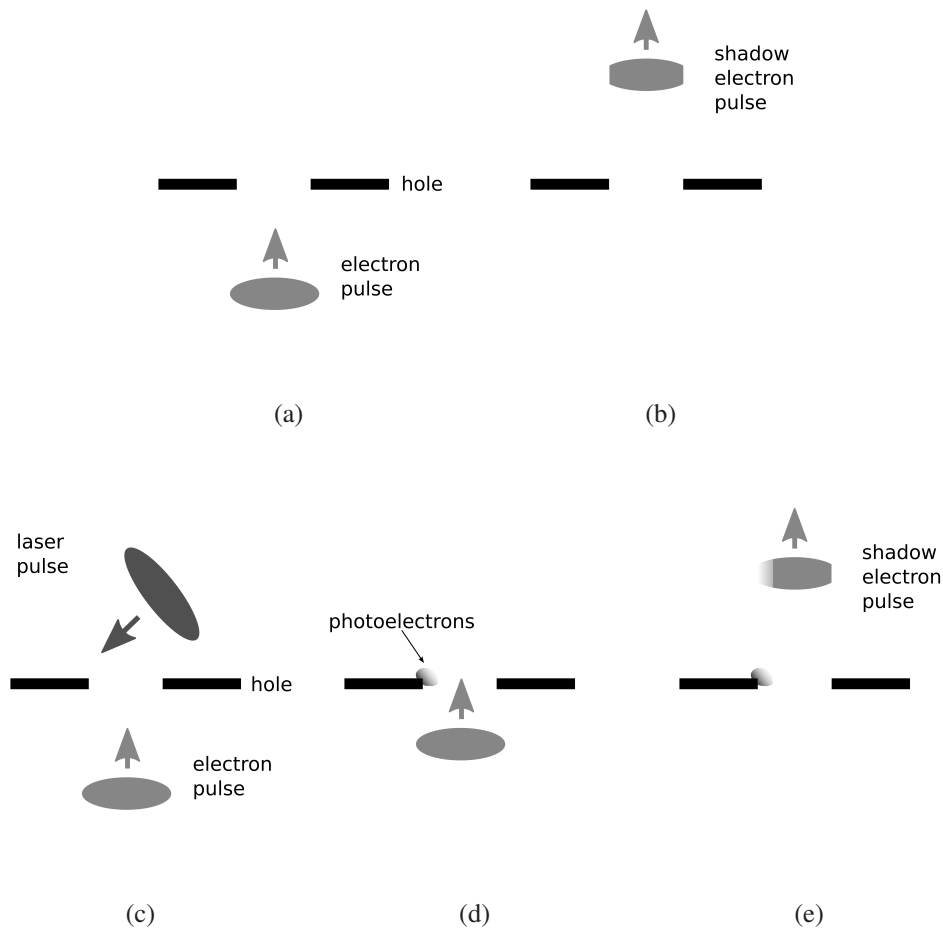 shadow
electron
pulse
hole
electron
pulse
(a)
(b)
laser
pulse
shadow
electron
pulse
photoelectrons
hole
electron
pulse
(c)
(d)
(e)